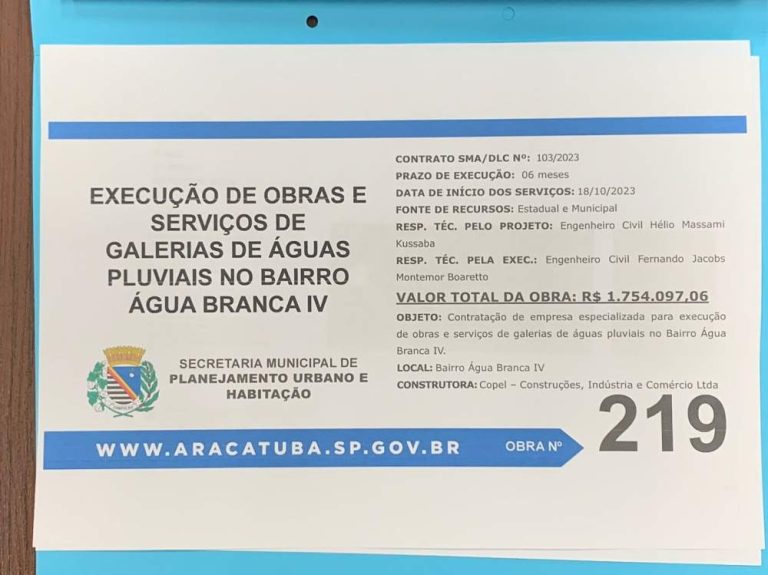 EXECUÇÃO DE OBRAS E
SERVIÇOS DE
GALERIAS DE ÁGUAS
PLUVIAIS NO BAIRRO
ÁGUA BRANCA IV
SECRETARIA MUNICIPAL DE
PLANEJAMENTO URBANO E
HABITAÇÃO
CONTRATO SMA/DLC Nº: 103/2023
PRAZO DE EXECUÇÃO: 06 meses
DATA DE INÍCIO DOS SERVIÇOS: 18/10/2023
FONTE DE RECURSOS: Estadual e Municipal
RESP. TÉC. PELO PROJETO: Engenheiro Civil Hélio Massami
Kussaba
RESP. TÉC. PELA EXEC.: Engenheiro Civil Fernando Jacobs
Montemor Boaretto
VALOR TOTAL DA OBRA: R$ 1.754.097,06
OBJETO: Contratação de empresa especializada para execução
de obras e serviços de galerias de águas pluviais no Bairro Água
Branca IV.
LOCAL: Bairro Água Branca IV
CONSTRUTORA: Copel – Construções, Indústria e Comércio Ltda
WWW.ARACATUBA.SP.GOV.BR
OBRA Nº
219